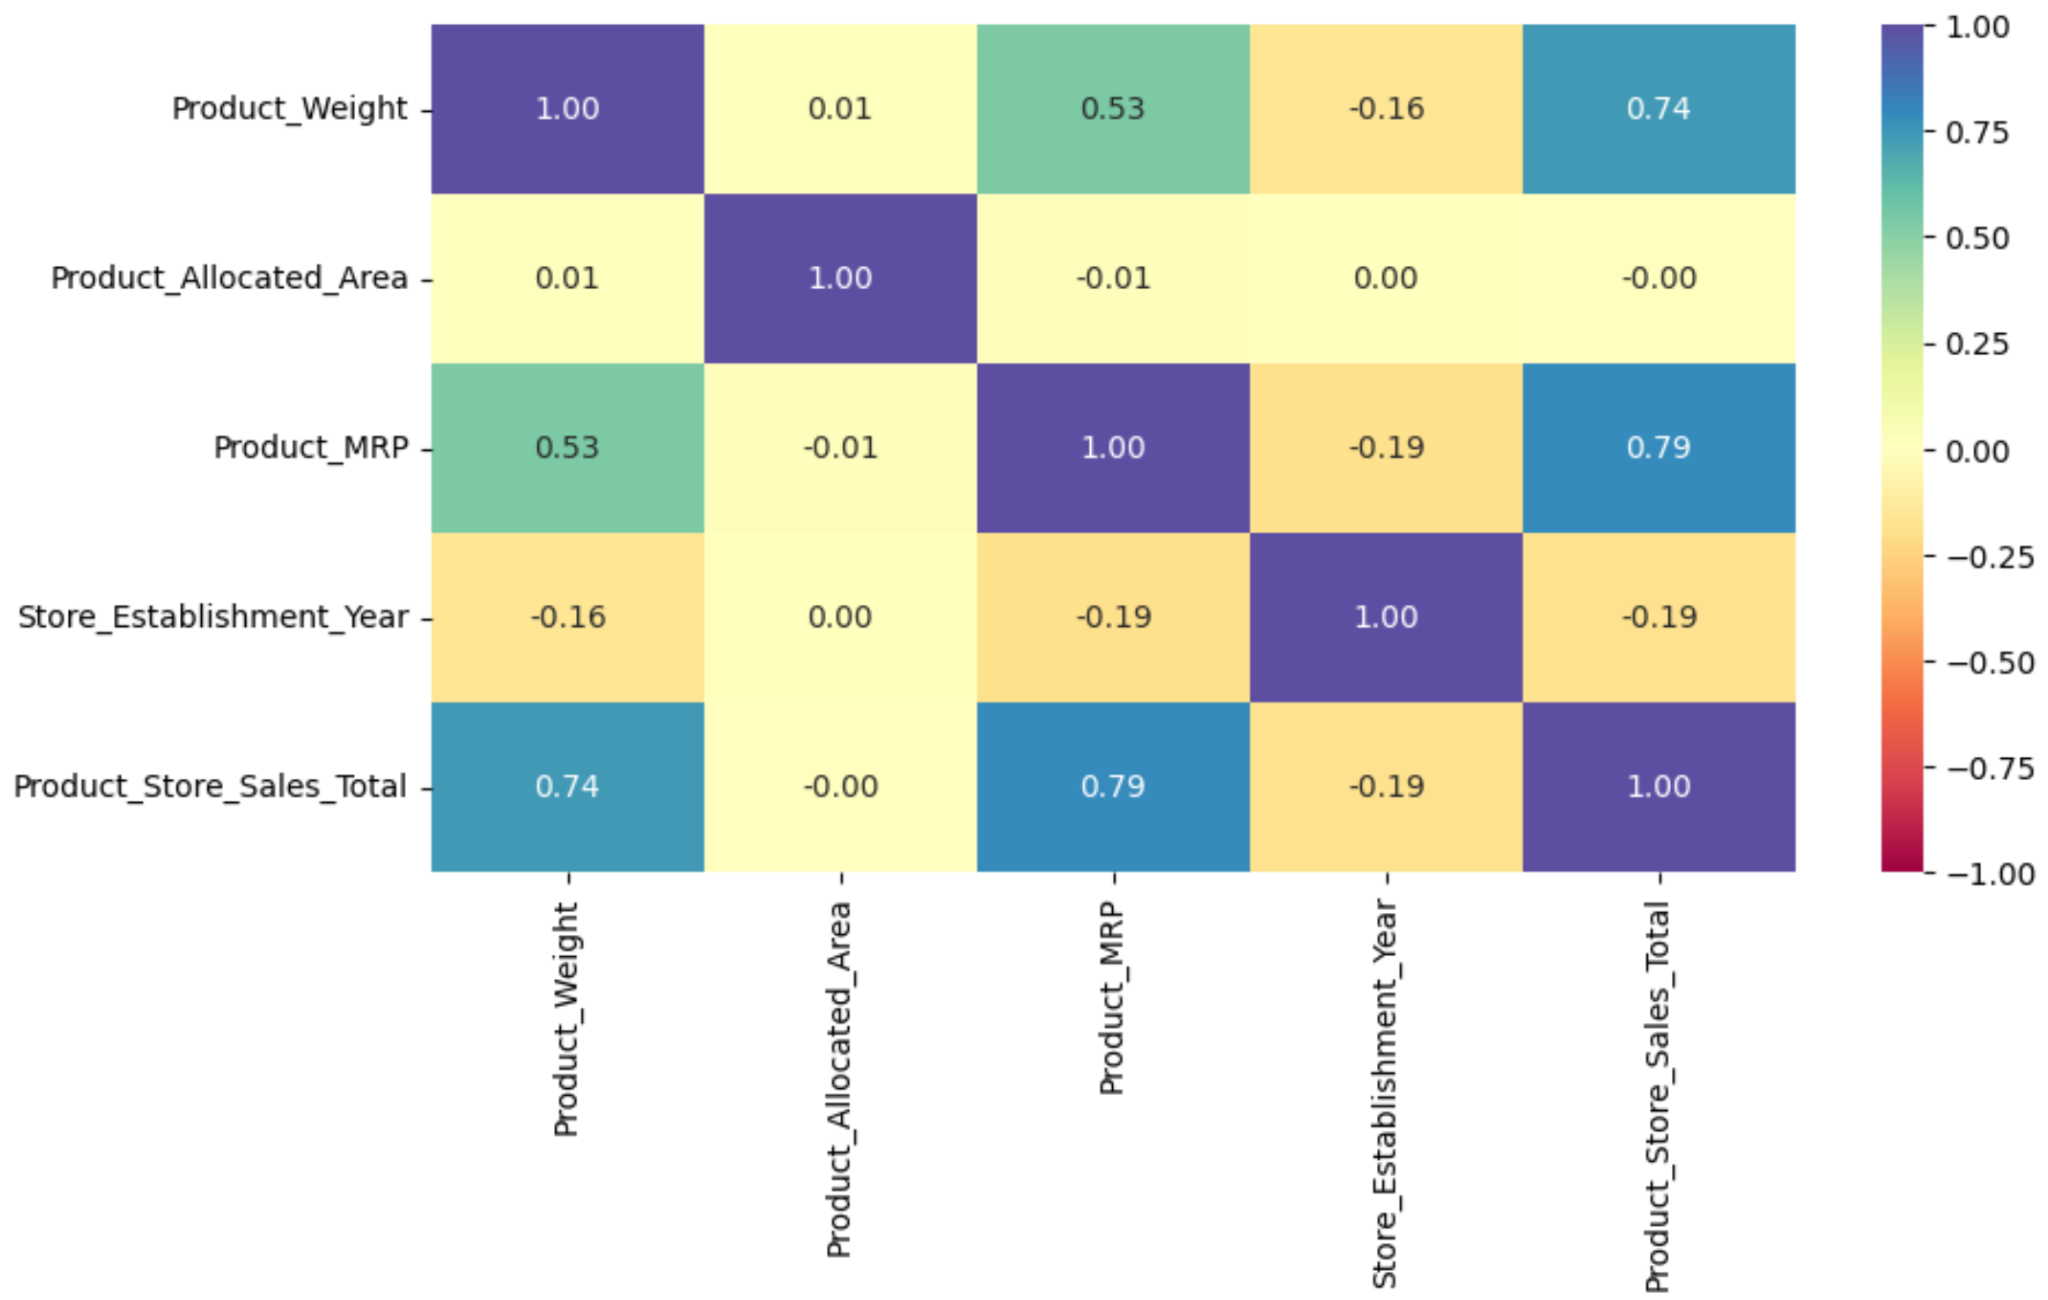 Product_Weight 1.00 0.01 0.53 -0.16 0.74
Product_Allocated_Area 0.01 1.00 -0.01 0.00 -0.00
Product_MRP 0.53 -0.01 1.00 -0.19 0.79
Store_Establishment_Year -0.16 0.00 -0.19 1.00 -0.19
Product_Store_Sales_Total 0.74 -0.00 0.79 -0.19 1.00
Product_Weight
Product_Allocated_Area
Product_MRP
Store_Establishment_Year
Product_Store_Sales_Total
1.00
0.75
0.50
0.25
0.00
−0.25
−0.50
−0.75
−1.00